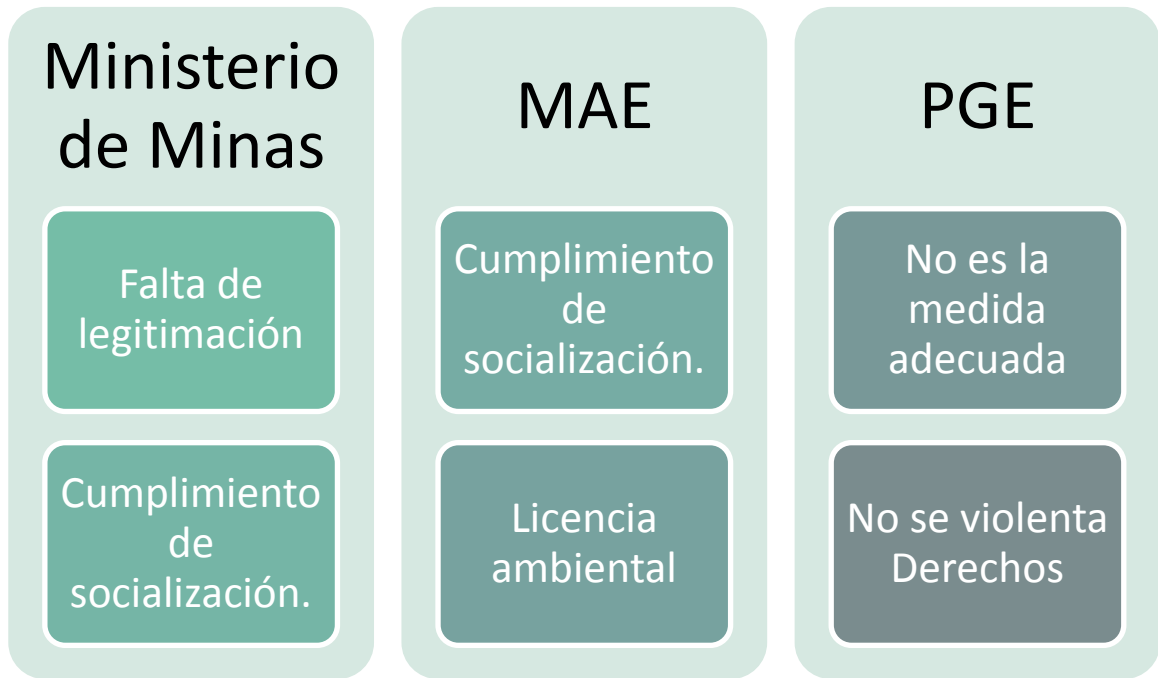 Ministerio
de Minas
Falta de
legitimación
Cumplimiento
de
socialización.
MAE
Cumplimiento
de
socialización.
Licencia
ambiental
PGE
No es la
medida
adecuada
No se violenta
Derechos